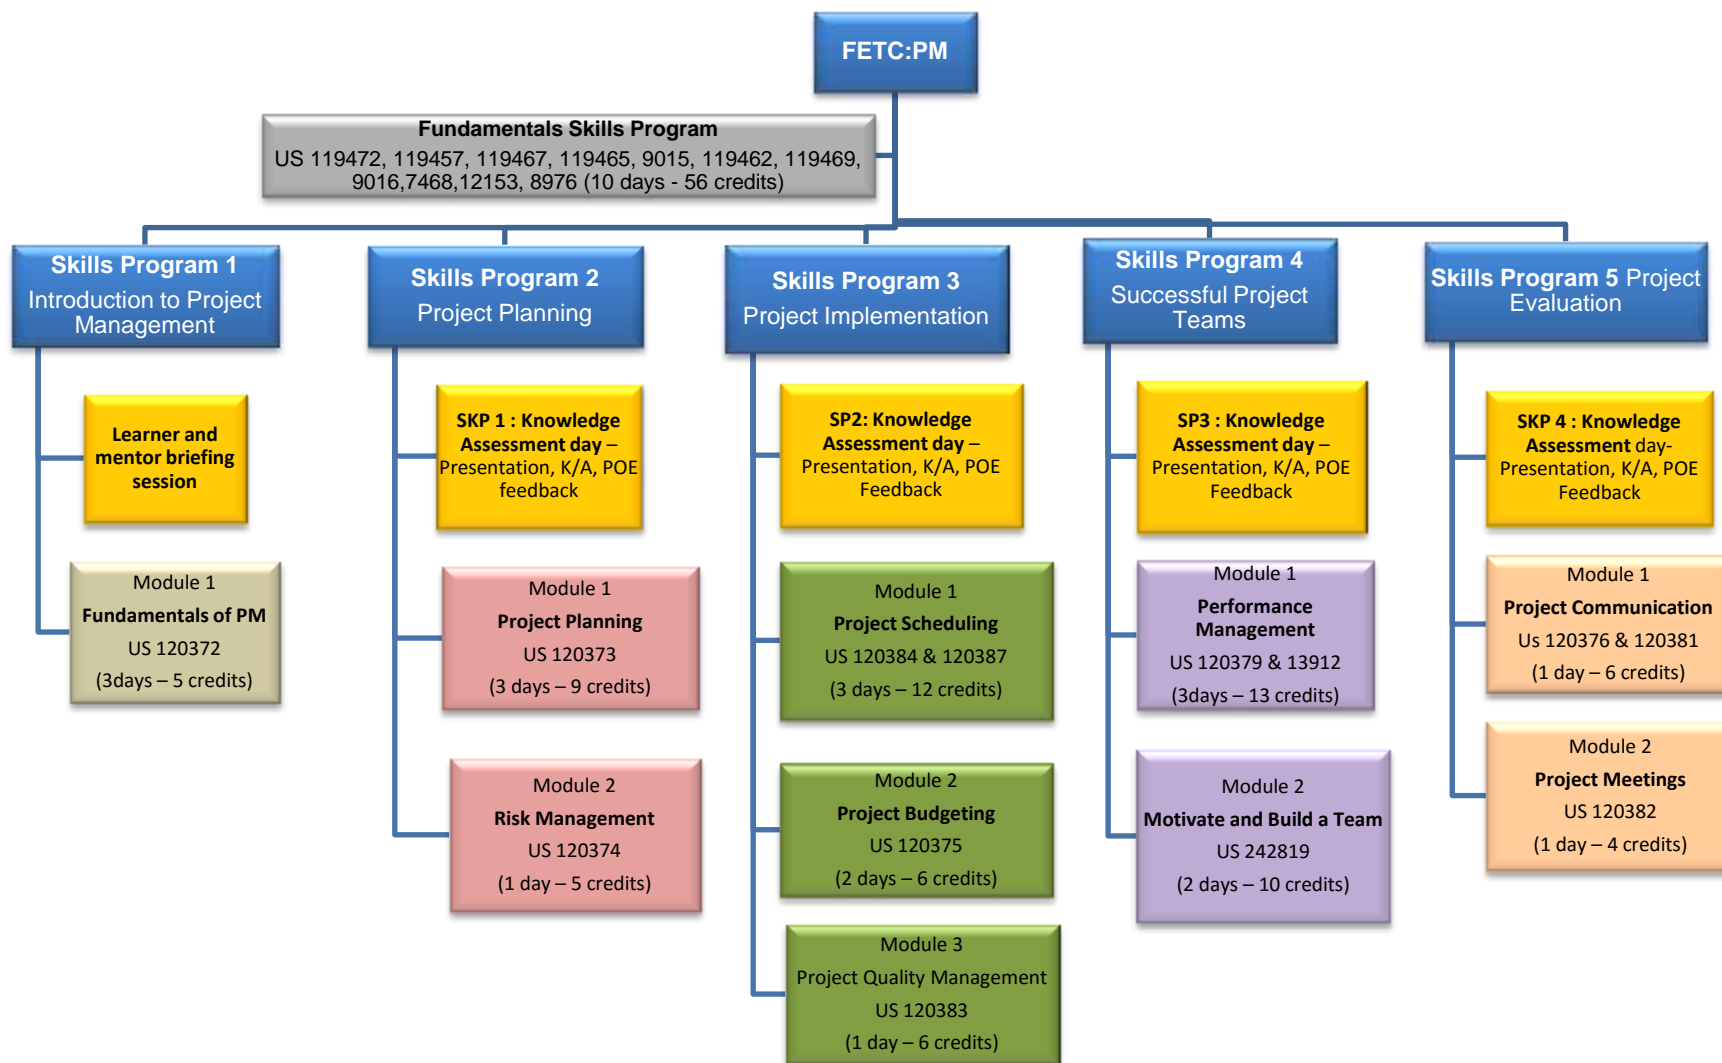 FETC:PM
Fundamentals Skills Program
US 119472, 119457, 119467, 119465, 9015, 119462, 119469,
9016,7468,12153, 8976 (10 days - 56 credits)
Skills Program 1
Introduction to Project
Management
Learner and
mentor briefing
session
Module 1
Fundamentals of PM
US 120372
(3days – 5 credits)
Skills Program 2
Project Planning
SKP 1 : Knowledge
Assessment day –
Presentation, K/A, POE
feedback
Module 1
Project Planning
US 120373
(3 days – 9 credits)
Module 2
Risk Management
US 120374
(1 day – 5 credits)
Skills Program 3
Project Implementation
SP2: Knowledge
Assessment day –
Presentation, K/A, POE
Feedback
Module 1
Project Scheduling
US 120384 & 120387
(3 days – 12 credits)
Module 2
Project Budgeting
US 120375
(2 days – 6 credits)
Module 3
Project Quality Management
US 120383
(1 day – 6 credits)
Skills Program 4
Successful Project
Teams
SP3 : Knowledge
Assessment day –
Presentation, K/A, POE
Feedback
Module 1
Performance
Management
US 120379 & 13912
(3days – 13 credits)
Module 2
Motivate and Build a Team
US 242819
(2 days – 10 credits)
Skills Program 5 Project
Evaluation
SKP 4 : Knowledge
Assessment day-
Presentation, K/A, POE
Feedback
Module 1
Project Communication
Us 120376 & 120381
(1 day – 6 credits)
Module 2
Project Meetings
US 120382
(1 day – 4 credits)